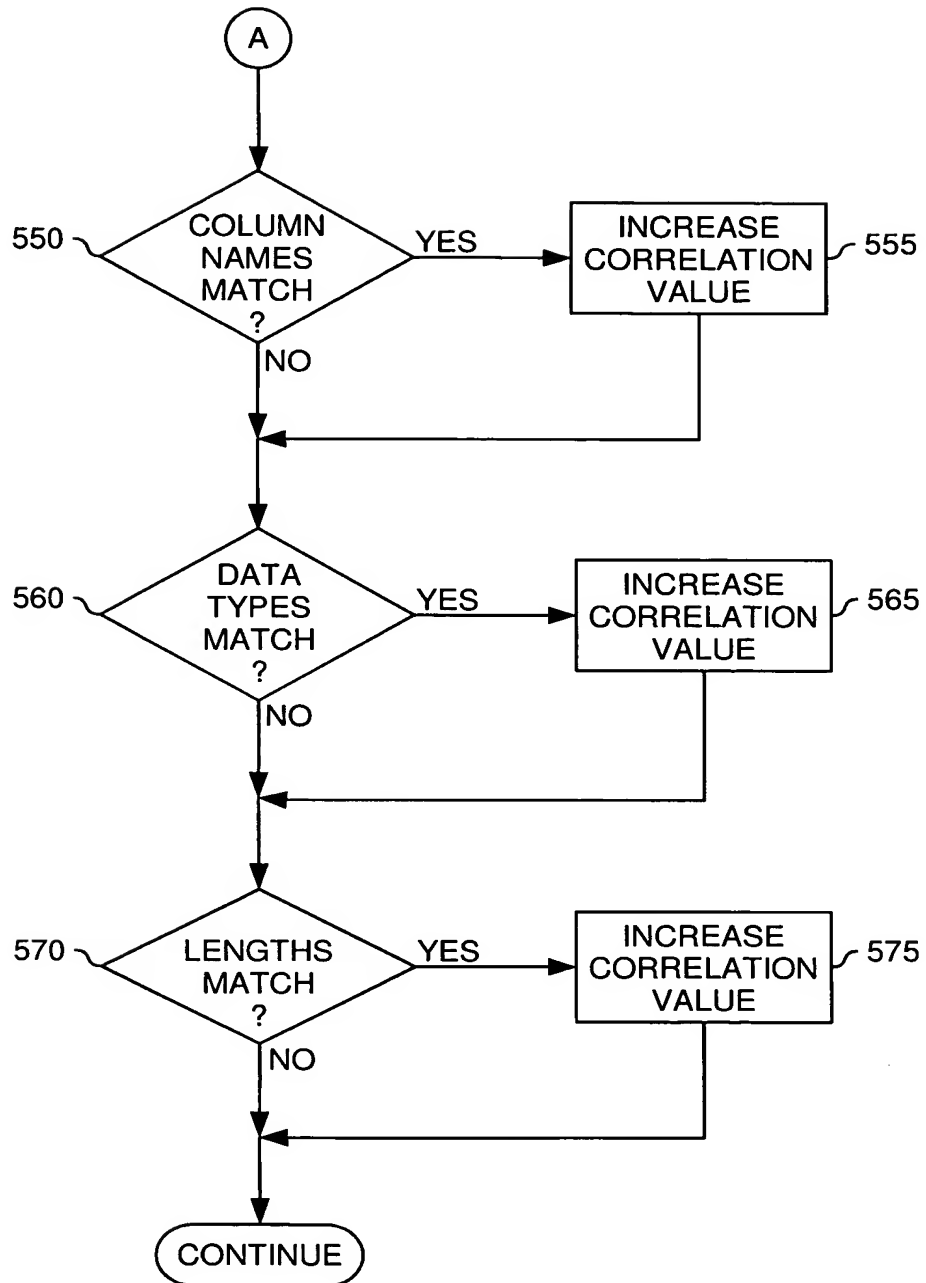 A
550
COLUMN
NAMES
MATCH
?
YES
INCREASE
CORRELATION
VALUE
555
NO
560
DATA
TYPES
MATCH
?
YES
INCREASE
CORRELATION
VALUE
565
NO
570
LENGTHS
MATCH
?
YES
INCREASE
CORRELATION
VALUE
575
NO
CONTINUE